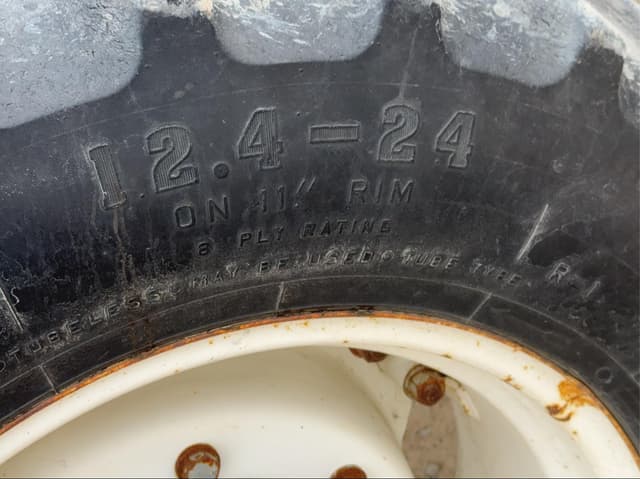 12.4-24
ON 11" RIM
8 PLY RATING
TUBELESS MAY BE USED TUBE TYPE
R-1